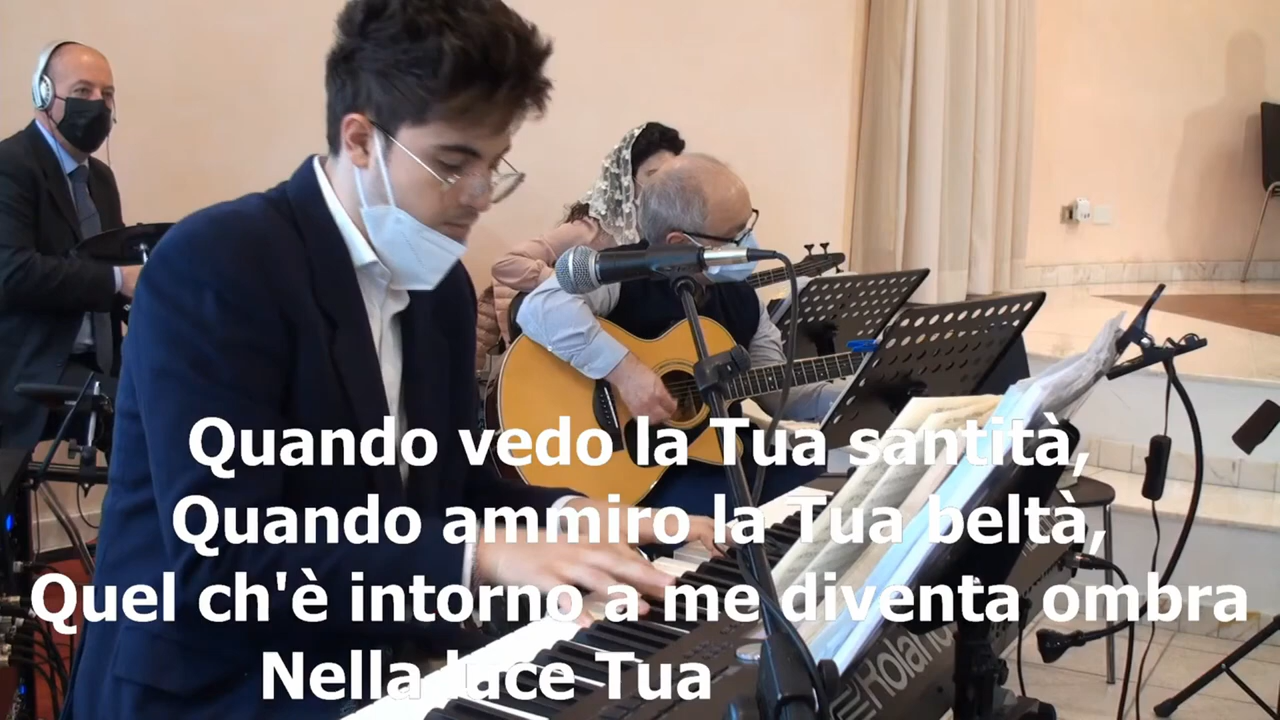 Quando vedo la Tua santità,
Quando ammiro la Tua beltà,
Quel ch'è intorno a me diventa ombra
Nella luce Tua
Roland